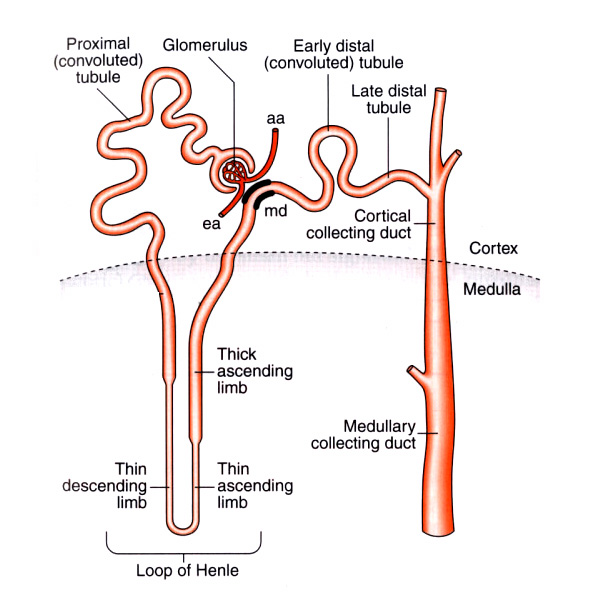 Proximal
(convoluted)
tubule
Glomerulus
Early distal
(convoluted) tubule
Late distal
tubule
aa
ea
md
Cortical
collecting duct
Cortex
Medulla
Thick
ascending
limb
Medullary
collecting duct
Thin
descending
limb
Thin
ascending
limb
Loop of Henle